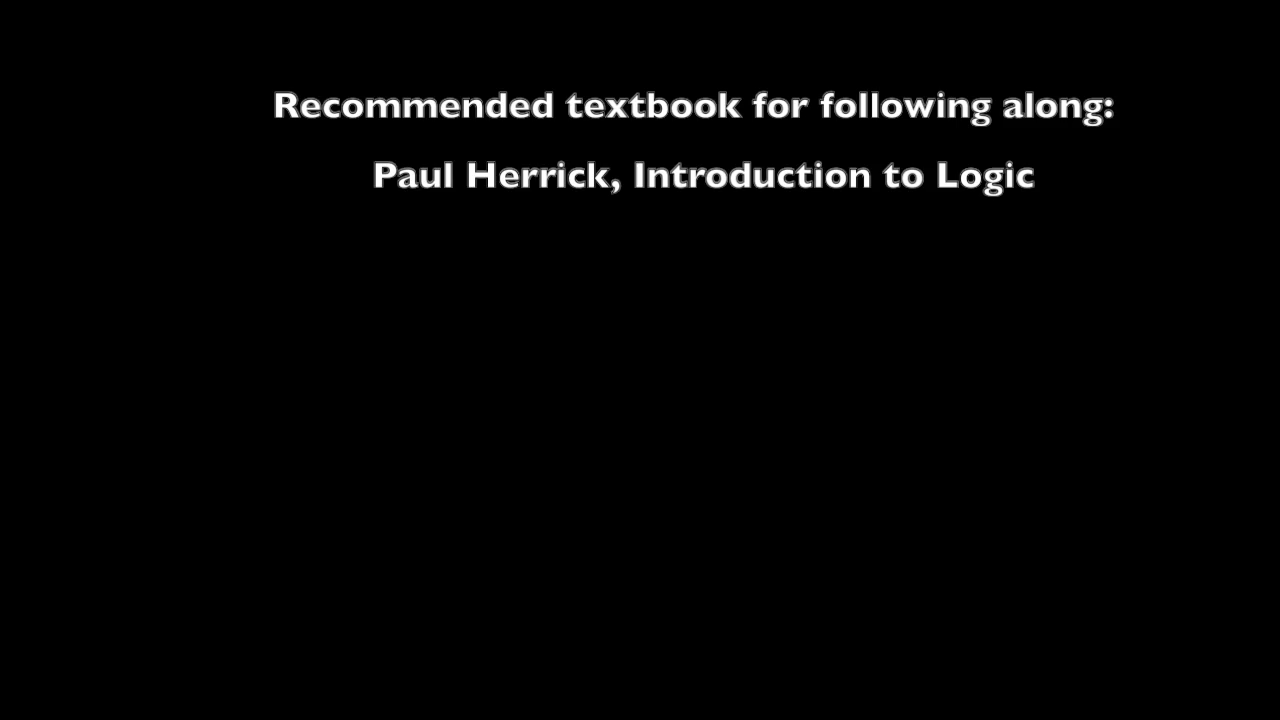 Recommended textbook for following along:
Paul Herrick, Introduction to Logic